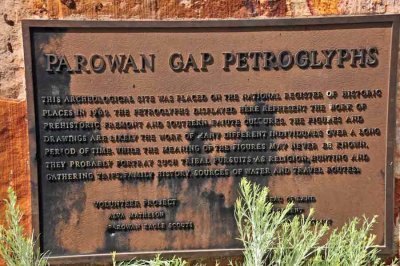 PAROWAN GAP PETROGLYPHS
THIS ARCHEOLOGICAL SITE WAS PLACED ON THE NATIONAL REGISTER OF HISTORIC
PLACES IN THE PETROGLYPHS DISPLAYED HERE REPRESENT THE WORK OF
PREHISTORIC FREMONT AND SOUTHERN PAIUTE CULTURES. THE FIGURES AND
DRAWINGS ARE LIKELY THE WORK OF MANY DIFFERENT INDIVIDUALS OVER A LONG
PERIOD OF TIME. WHILE THE MEANING OF THE FIGURES MAY NEVER BE KNOWN,
THEY PROBABLY PORTRAY SUCH TRIBAL PURSUITS AS RELIGION, HUNTING AND
GATHERING FAMILY HISTORY, SOURCES OF WATER AND TRAVEL ROUTES.
VOLUNTEER PROJECT
ALVA MATHESON
PAROWAN EAGLE SCOUTS